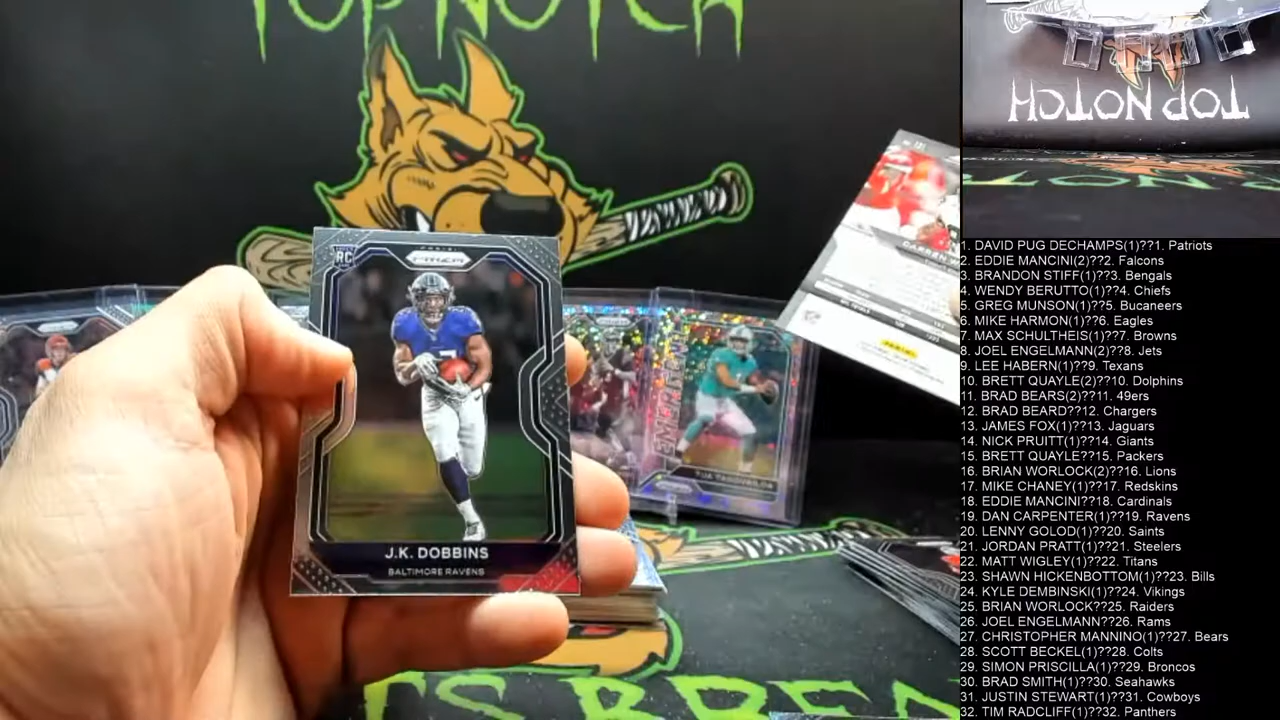 TOP NOTCH
RC
PANINI
PRIZM
J.K. DOBBINS
BALTIMORE RAVENS
TUA TAGOVAILOA
TOP NOTCH
1. DAVID PUG DECHAMPS(1)??1. Patriots
2. EDDIE MANCINI(2)??2. Falcons
3. BRANDON STIFF(1)??3. Bengals
4. WENDY BERUTTO(1)??4. Chiefs
5. GREG MUNSON(1)??5. Bucaneers
6. MIKE HARMON(1)??6. Eagles
7. MAX SCHULTHEIS(1)??7. Browns
8. JOEL ENGELMANN(2)??8. Jets
9. LEE HABERN(1)??9. Texans
10. BRETT QUAYLE(2)??10. Dolphins
11. BRAD BEARS(2)??11. 49ers
12. BRAD BEARD??12. Chargers
13. JAMES FOX(1)??13. Jaguars
14. NICK PRUITT(1)??14. Giants
15. BRETT QUAYLE??15. Packers
16. BRIAN WORLOCK(2)??16. Lions
17. MIKE CHANEY(1)??17. Redskins
18. EDDIE MANCINI??18. Cardinals
19. DAN CARPENTER(1)??19. Ravens
20. LENNY GOLOD(1)??20. Saints
21. JORDAN PRATT(1)??21. Steelers
22. MATT WIGLEY(1)??22. Titans
23. SHAWN HICKENBOTTOM(1)??23. Bills
24. KYLE DEMBINSKI(1)??24. Vikings
25. BRIAN WORLOCK??25. Raiders
26. JOEL ENGELMANN??26. Rams
27. CHRISTOPHER MANNINO(1)??27. Bears
28. SCOTT BECKEL(1)??28. Colts
29. SIMON PRISCILLA(1)??29. Broncos
30. BRAD SMITH(1)??30. Seahawks
31. JUSTIN STEWART(1)??31. Cowboys
32. TIM RADCLIFF(1)??32. Panthers